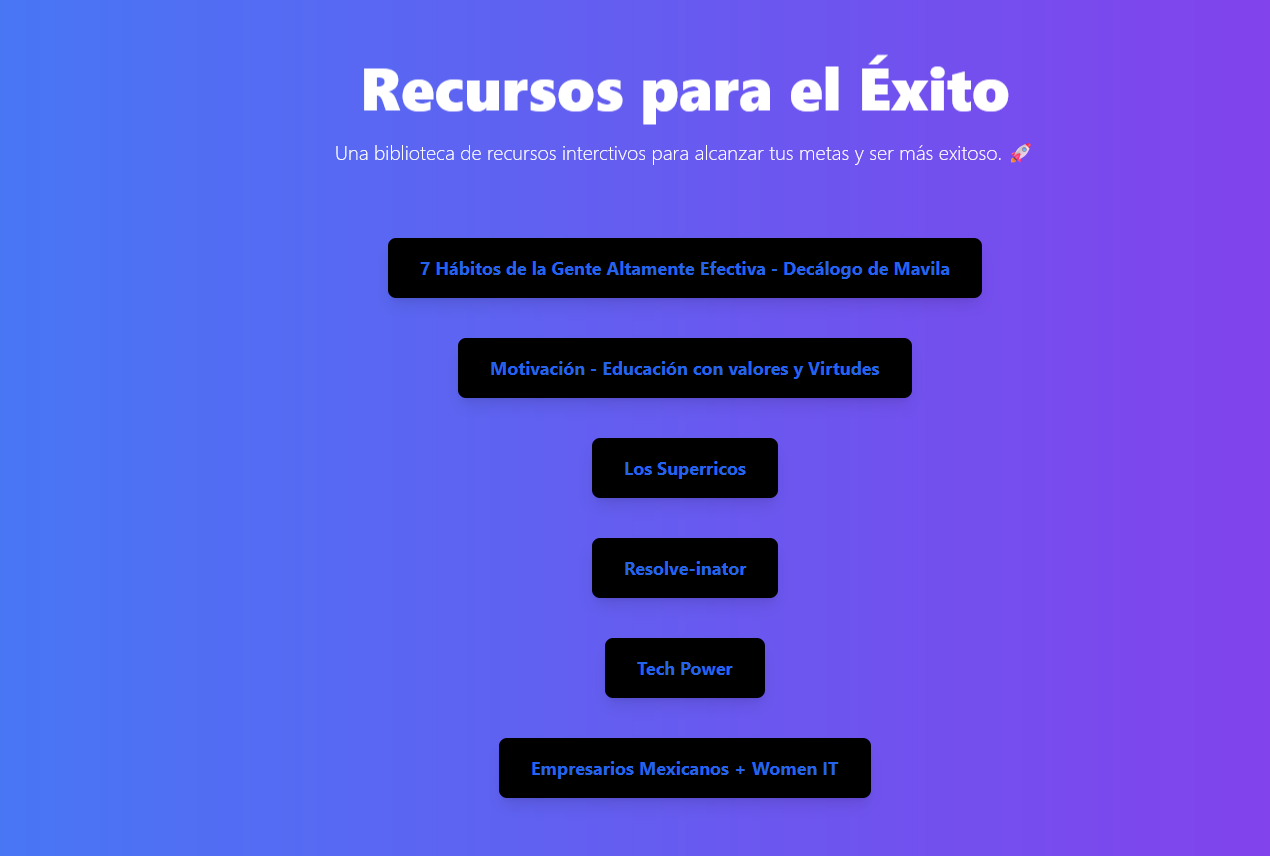 Recursos para el Éxito
Una biblioteca de recursos interctivos para alcanzar tus metas y ser más exitoso. 🚀
7 Hábitos de la Gente Altamente Efectiva - Decálogo de Mavila
Motivación - Educación con valores y Virtudes
Los Superricos
Resolve-inator
Tech Power
Empresarios Mexicanos + Women IT